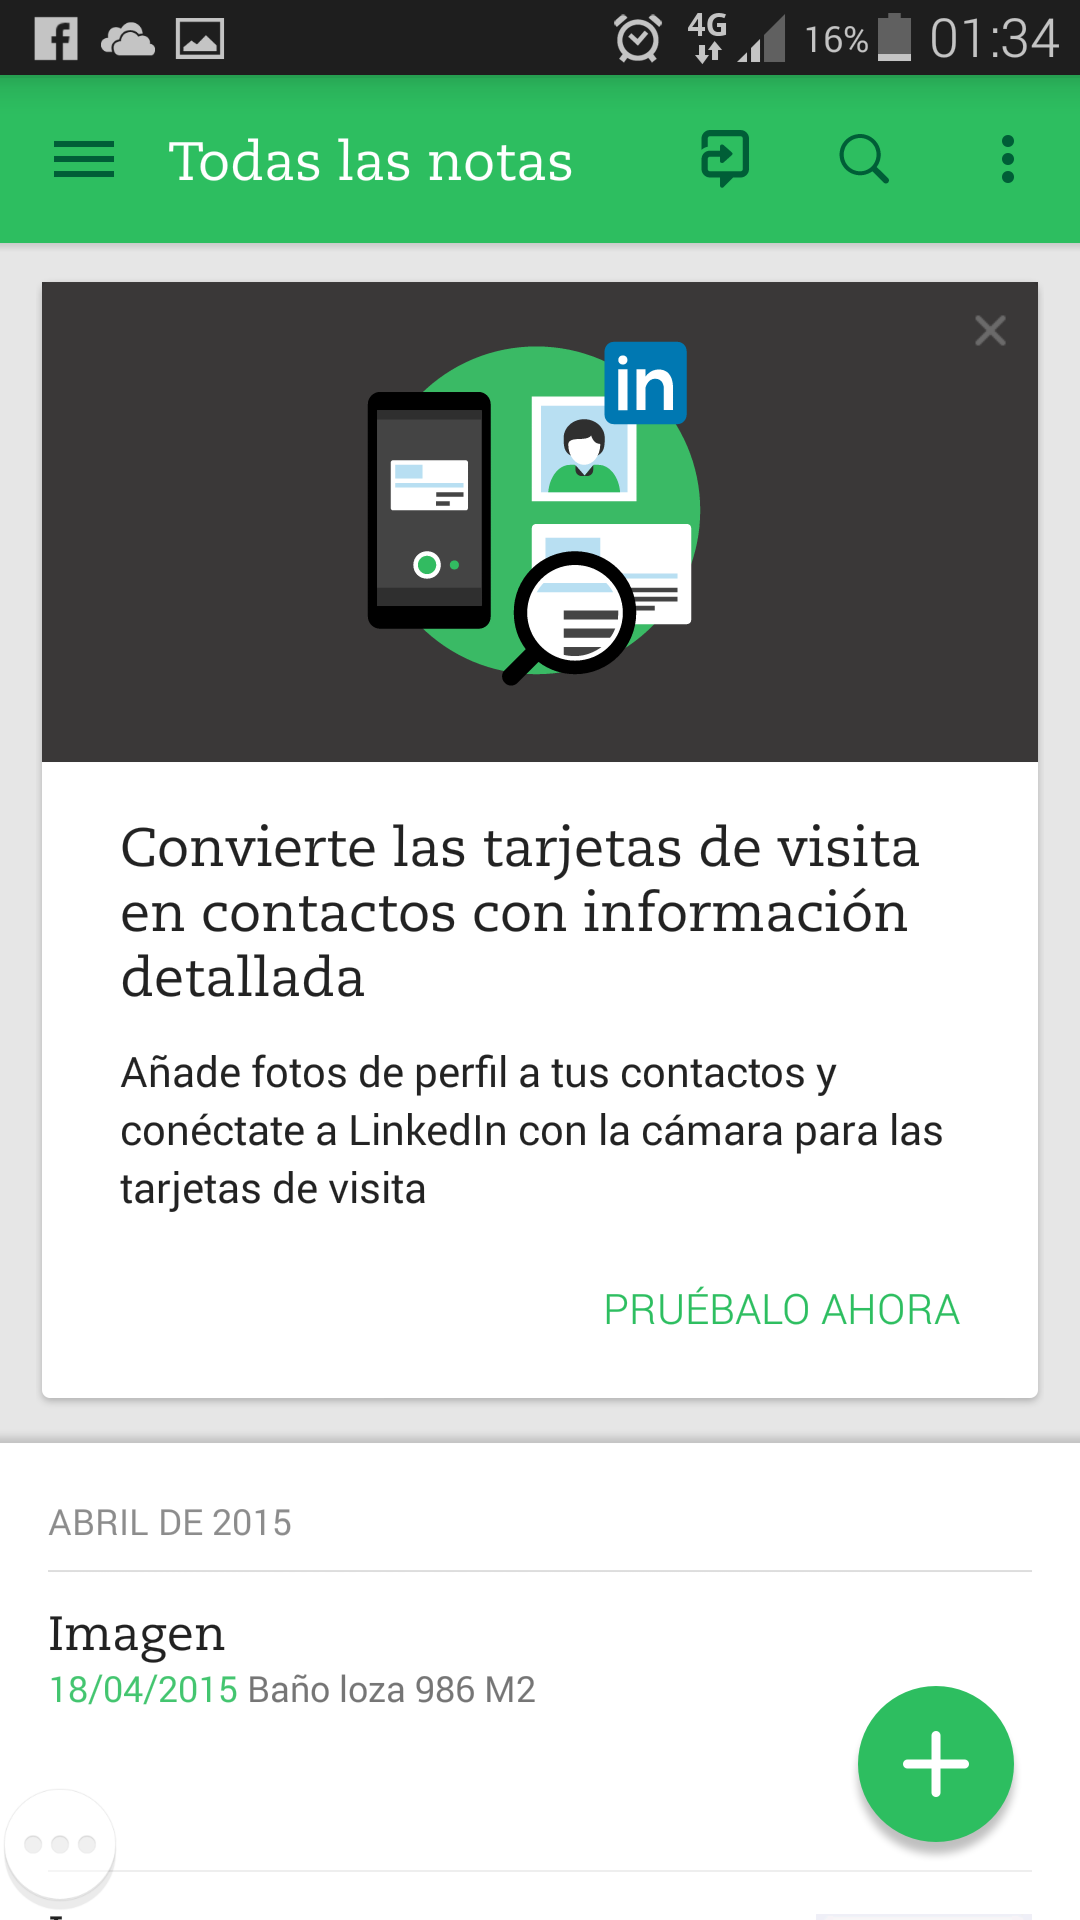 4G 16% 01:34
Todas las notas
in
Convierte las tarjetas de visita
en contactos con información
detallada
Añade fotos de perfil a tus contactos y
conéctate a LinkedIn con la cámara para las
tarjetas de visita
PRUÉBALO AHORA
ABRIL DE 2015
Imagen
18/04/2015 Baño loza 986 M2